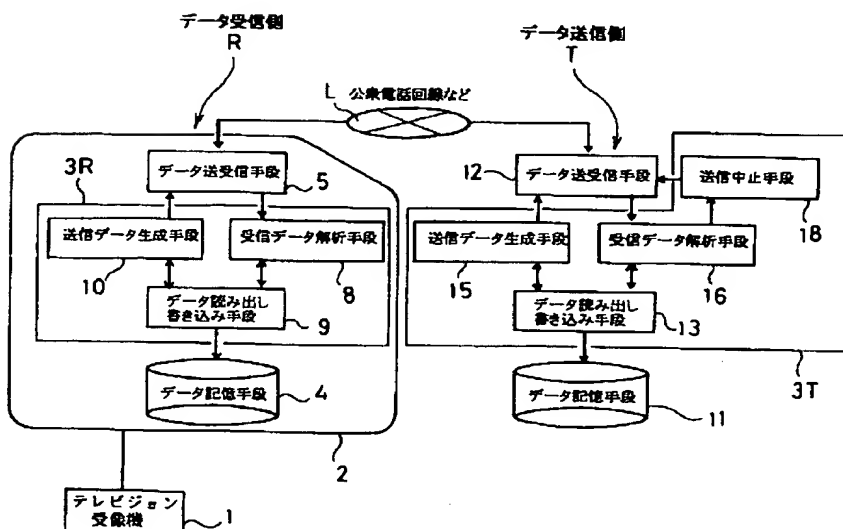 データ受信側
R
データ送信側
T
L 公衆電話回線など
3R
データ送受信手段
5
12
データ送受信手段
送信中止手段
18
送信データ生成手段
10
受信データ解析手段
8
送信データ生成手段
15
受信データ解析手段
16
データ読み出し
書き込み手段
9
データ読み出し
書き込み手段
13
3T
データ記憶手段
4
データ記憶手段
11
2
テレビジョン
受像機
1